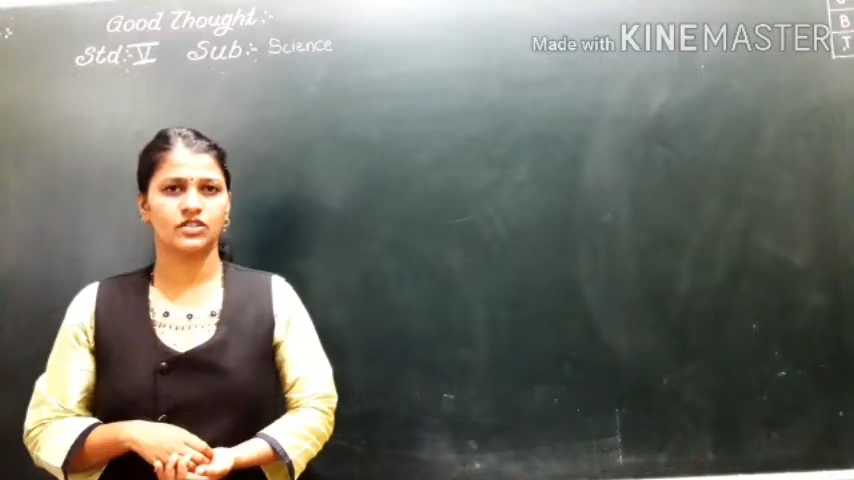 Good Thought:-
Std:- V Sub:- Science
Made with KINEMASTER
B